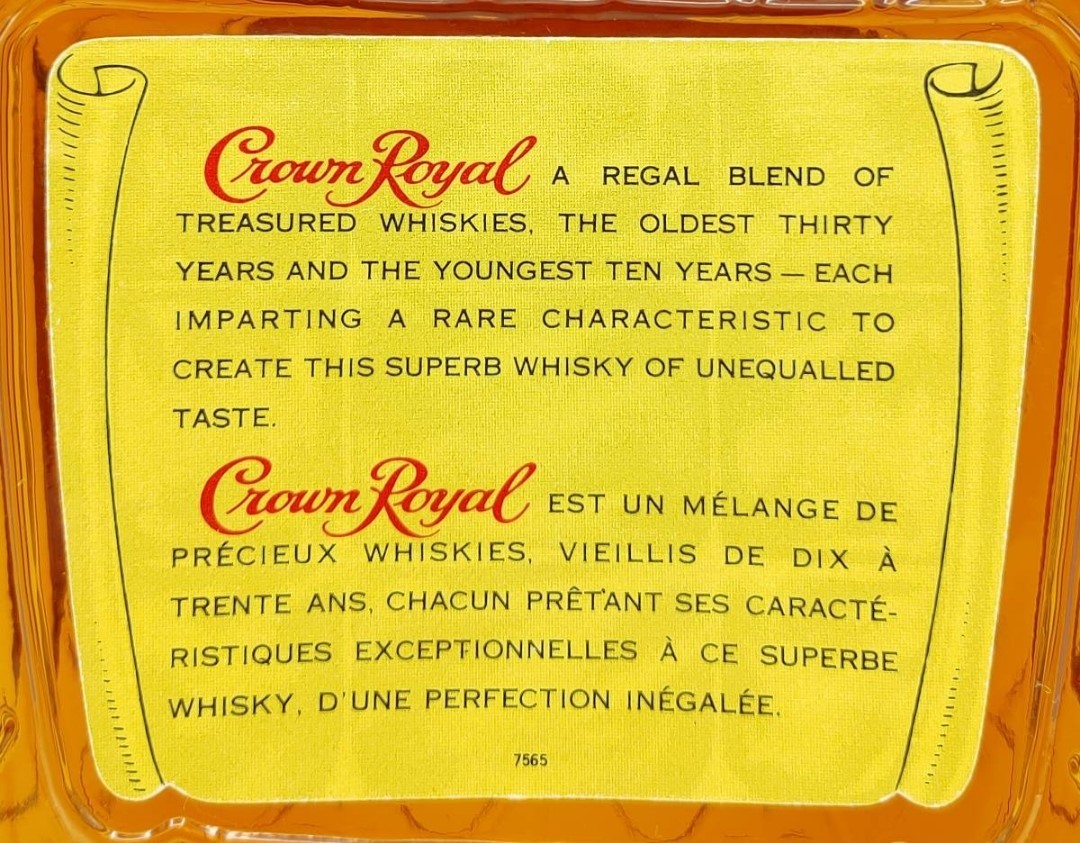 Crown Royal A REGAL BLEND OF
TREASURED WHISKIES, THE OLDEST THIRTY
YEARS AND THE YOUNGEST TEN YEARS — EACH
IMPARTING A RARE CHARACTERISTIC TO
CREATE THIS SUPERB WHISKY OF UNEQUALLED
TASTE.
Crown Royal EST UN MÉLANGE DE
PRÉCIEUX WHISKIES, VIEILLIS DE DIX À
TRENTE ANS, CHACUN PRÊTANT SES CARACTÉ-
RISTIQUES EXCEPTIONNELLES À CE SUPERBE
WHISKY, D'UNE PERFECTION INÉGALÉE.
7565